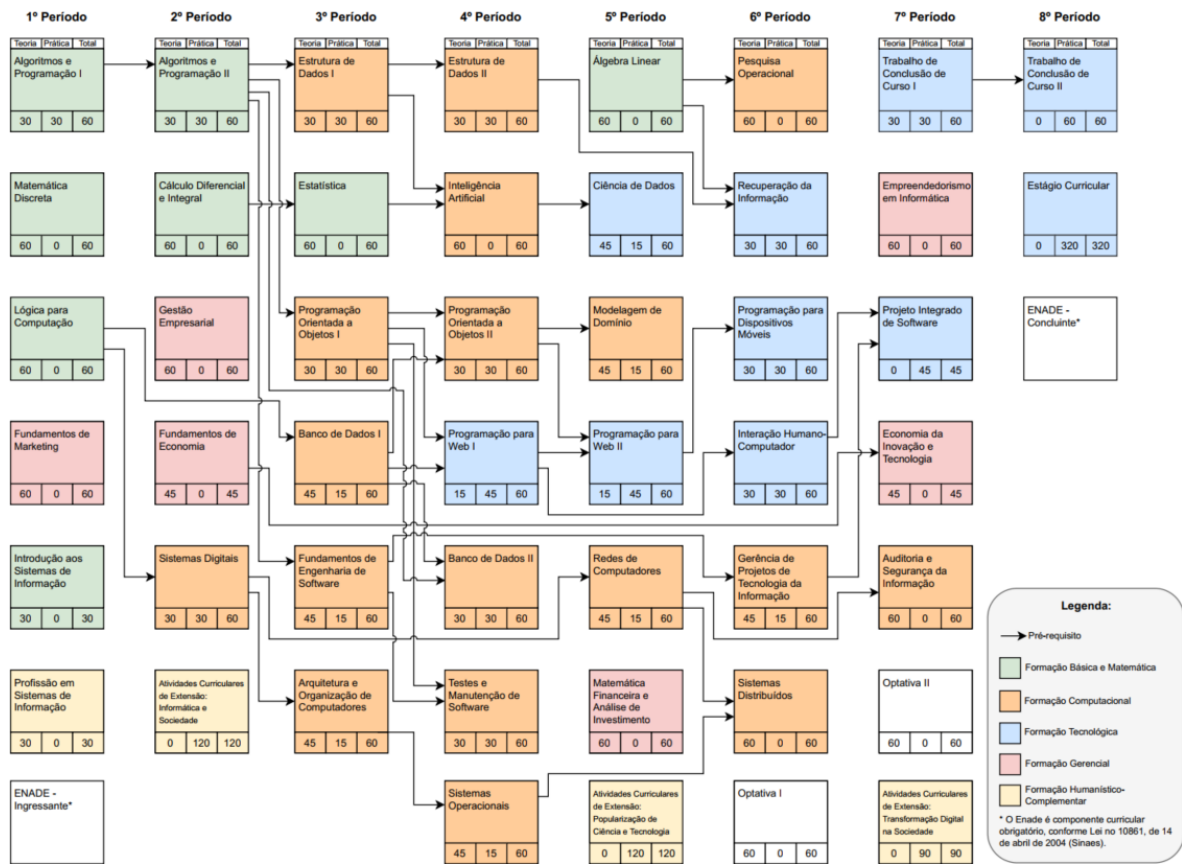 1º Período 2º Período 3º Período 4º Período 5º Período 6º Período 7º Período 8º Período
Teoria Prática Total Teoria Prática Total Teoria Prática Total Teoria Prática Total Teoria Prática Total Teoria Prática Total Teoria Prática Total Teoria Prática Total
Algoritmos e
Programação I
30 30 60
Algoritmos e
Programação II
30 30 60
Estrutura de
Dados I
30 30 60
Estrutura de
Dados II
30 30 60
Álgebra Linear
60 0 60
Pesquisa
Operacional
60 0 60
Trabalho de
Conclusão de
Curso I
30 30 60
Trabalho de
Conclusão de
Curso II
0 60 60
Matemática
Discreta
60 0 60
Cálculo Diferencial
e Integral
60 0 60
Estatística
60 0 60
Inteligência
Artificial
60 0 60
Ciência de Dados
45 15 60
Recuperação da
Informação
30 30 60
Empreendedorismo
em Informática
60 0 60
Estágio Curricular
0 320 320
Lógica para
Computação
60 0 60
Gestão
Empresarial
60 0 60
Programação
Orientada a
Objetos I
30 30 60
Programação
Orientada a
Objetos II
30 30 60
Modelagem de
Domínio
45 15 60
Programação para
Dispositivos
Móveis
30 30 60
Projeto Integrado
de Software
0 45 45
ENADE -
Concluinte*
Fundamentos de
Marketing
60 0 60
Fundamentos de
Economia
45 0 45
Banco de Dados I
45 15 60
Programação para
Web I
15 45 60
Programação para
Web II
15 45 60
Interação Humano-
Computador
30 30 60
Economia da
Inovação e
Tecnologia
45 0 45
Introdução aos
Sistemas de
Informação
30 0 30
Sistemas Digitais
30 30 60
Fundamentos de
Engenharia de
Software
45 15 60
Banco de Dados II
30 30 60
Redes de
Computadores
45 15 60
Gerência de
Projetos de
Tecnologia da
Informação
45 15 60
Auditoria e
Segurança da
Informação
60 0 60
Profissão em
Sistemas de
Informação
30 0 30
Atividades Curriculares
de Extensão:
Informática e
Sociedade
0 120 120
Arquitetura e
Organização de
Computadores
45 15 60
Testes e
Manutenção de
Software
30 30 60
Matemática
Financeira e
Análise de
Investimento
60 0 60
Sistemas
Distribuídos
60 0 60
Optativa II
60 0 60
ENADE -
Ingressante*
Sistemas
Operacionais
45 15 60
Atividades Curriculares
de Extensão:
Popularização de
Ciência e Tecnologia
0 120 120
Optativa I
60 0 60
Atividades Curriculares
de Extensão:
Transformação Digital
na Sociedade
0 90 90
Legenda:
Pré-requisito
Formação Básica e Matemática
Formação Computacional
Formação Tecnológica
Formação Gerencial
Formação Humanístico-
Complementar
* O Enade é componente curricular
obrigatório, conforme Lei no 10861, de 14
de abril de 2004 (Sinaes).